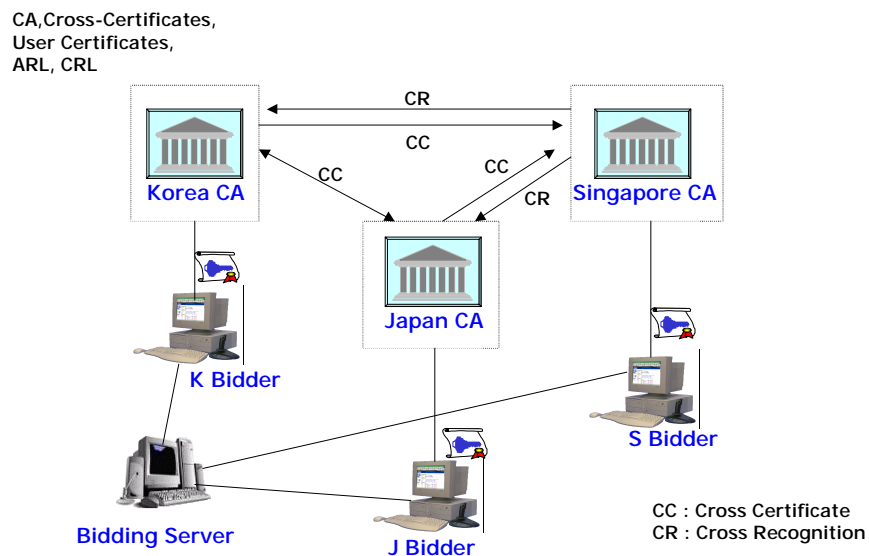 CA,Cross-Certificates,
User Certificates,
ARL, CRL
CR
CC
CC
CC
CR
Korea CA
Singapore CA
Japan CA
K Bidder
S Bidder
Bidding Server
J Bidder
CC : Cross Certificate
CR : Cross Recognition